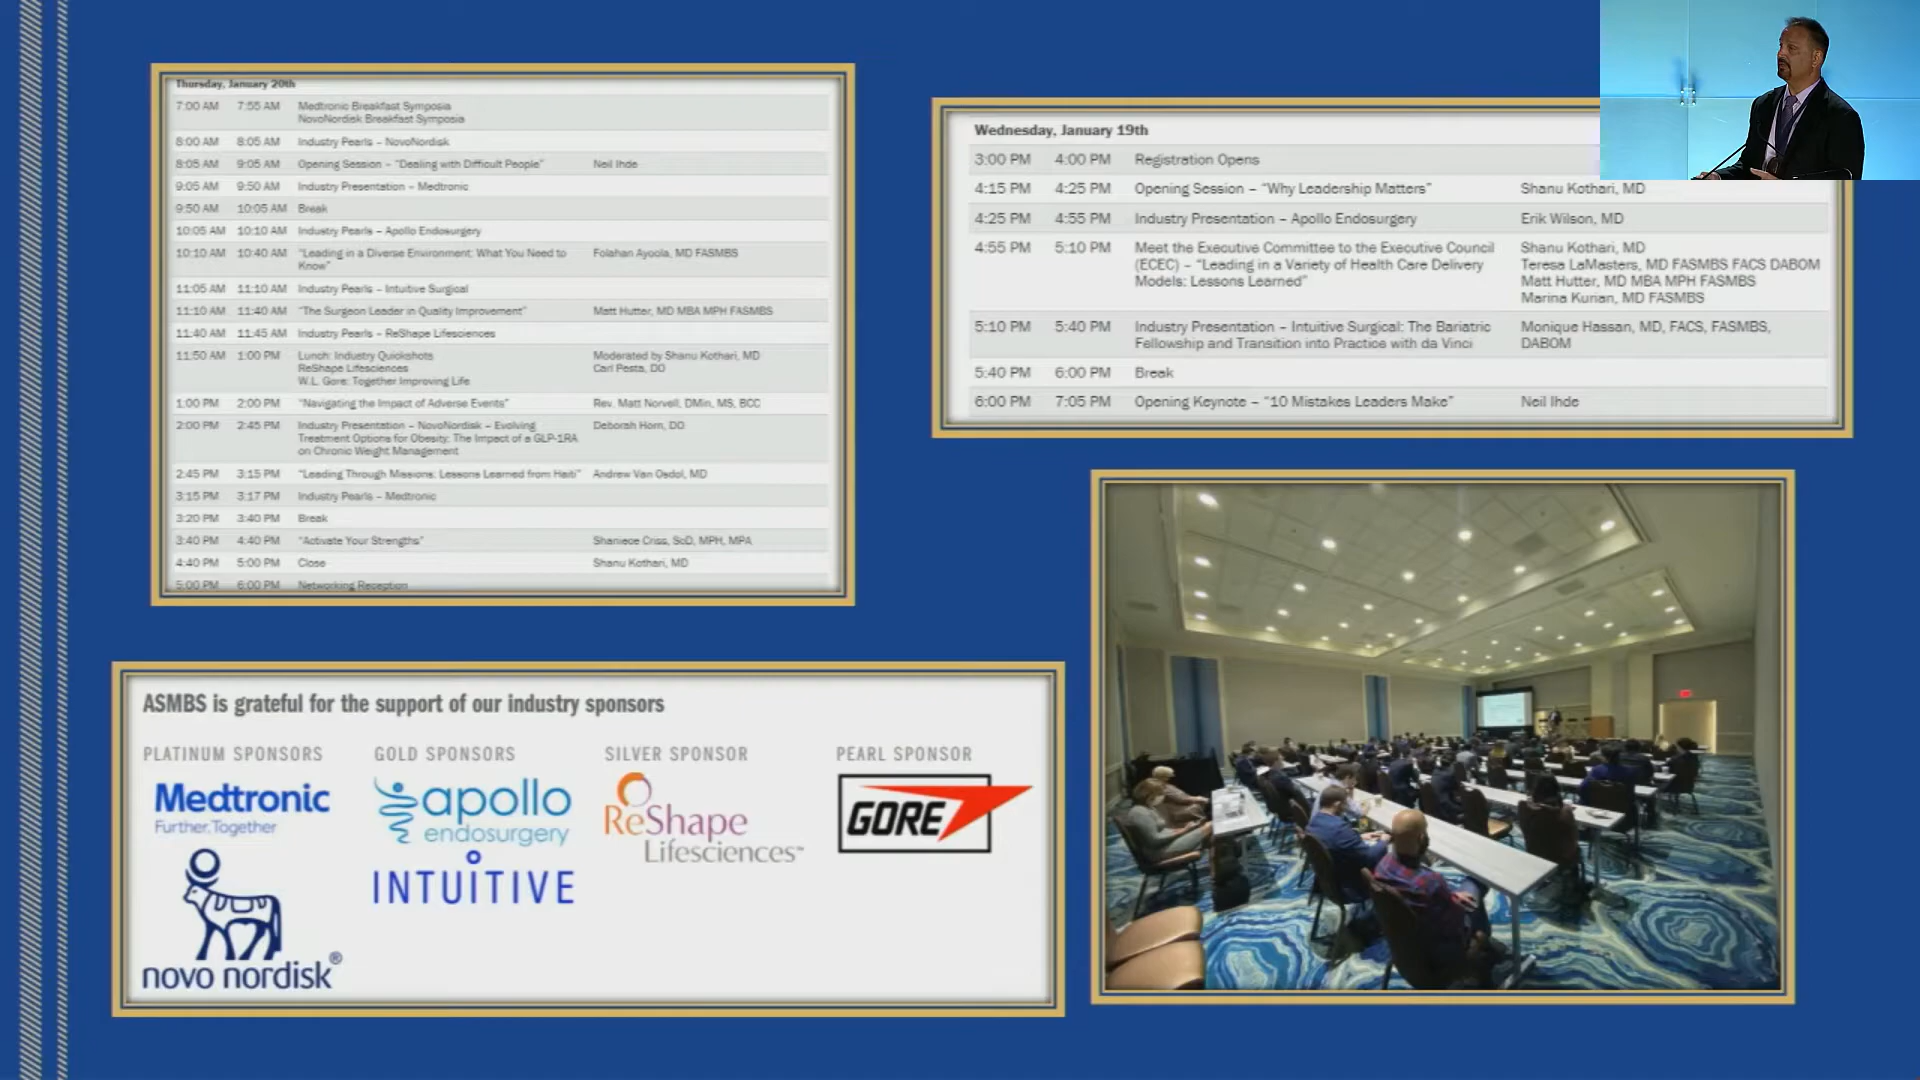 Thursday, January 20th
7:00 AM 7:55 AM Medtronic Breakfast Symposia
NovoNordisk Breakfast Symposia
8:00 AM 8:05 AM Industry Pearls – NovoNordisk
8:05 AM 9:05 AM Opening Session – “Dealing with Difficult People” Neil Ihde
9:05 AM 9:50 AM Industry Presentation – Medtronic
9:50 AM 10:05 AM Break
10:05 AM 10:10 AM Industry Pearls – Apollo Endosurgery
10:10 AM 10:40 AM “Leading in a Diverse Environment: What You Need to Folahan Ayoola, MD FASMBS
Know”
11:05 AM 11:10 AM Industry Pearls – Intuitive Surgical
11:10 AM 11:40 AM “The Surgeon Leader in Quality Improvement” Matt Hutter, MD MBA MPH FASMBS
11:40 AM 11:45 AM Industry Pearls – ReShape Lifesciences
11:50 AM 1:00 PM Lunch: Industry Quickshots Moderated by Shanu Kothari, MD
ReShape Lifesciences Carl Pesta, DO
W.L. Gore: Together Improving Life
1:00 PM 2:00 PM “Navigating the Impact of Adverse Events” Rev. Matt Norvell, DMin, MS, BCC
2:00 PM 2:45 PM Industry Presentation – NovoNordisk – Evolving Deborah Horn, DO
Treatment Options for Obesity: The Impact of a GLP-1RA
on Chronic Weight Management
2:45 PM 3:15 PM “Leading Through Missions: Lessons Learned from Haiti” Andrew Van Osdol, MD
3:15 PM 3:17 PM Industry Pearls – Medtronic
3:20 PM 3:40 PM Break
3:40 PM 4:40 PM “Activate Your Strengths” Shaniece Criss, ScD, MPH, MPA
4:40 PM 5:00 PM Close Shanu Kothari, MD
5:00 PM 6:00 PM Networking Reception
Wednesday, January 19th
3:00 PM 4:00 PM Registration Opens
4:15 PM 4:25 PM Opening Session – “Why Leadership Matters” Shanu Kothari, MD
4:25 PM 4:55 PM Industry Presentation – Apollo Endosurgery Erik Wilson, MD
4:55 PM 5:10 PM Meet the Executive Committee to the Executive Council Shanu Kothari, MD
(ECEC) – “Leading in a Variety of Health Care Delivery Teresa LaMasters, MD FASMBS FACS DABOM
Models: Lessons Learned” Matt Hutter, MD MBA MPH FASMBS
Marina Kurian, MD FASMBS
5:10 PM 5:40 PM Industry Presentation – Intuitive Surgical: The Bariatric Monique Hassan, MD, FACS, FASMBS,
Fellowship and Transition into Practice with da Vinci DABOM
5:40 PM 6:00 PM Break
6:00 PM 7:05 PM Opening Keynote – “10 Mistakes Leaders Make” Neil Ihde
ASMBS is grateful for the support of our industry sponsors
PLATINUM SPONSORS GOLD SPONSORS SILVER SPONSOR PEARL SPONSOR
Medtronic
Further, Together
novo nordisk®
apollo
endosurgery
INTUITIVE
ReShape
Lifesciences™
GORE